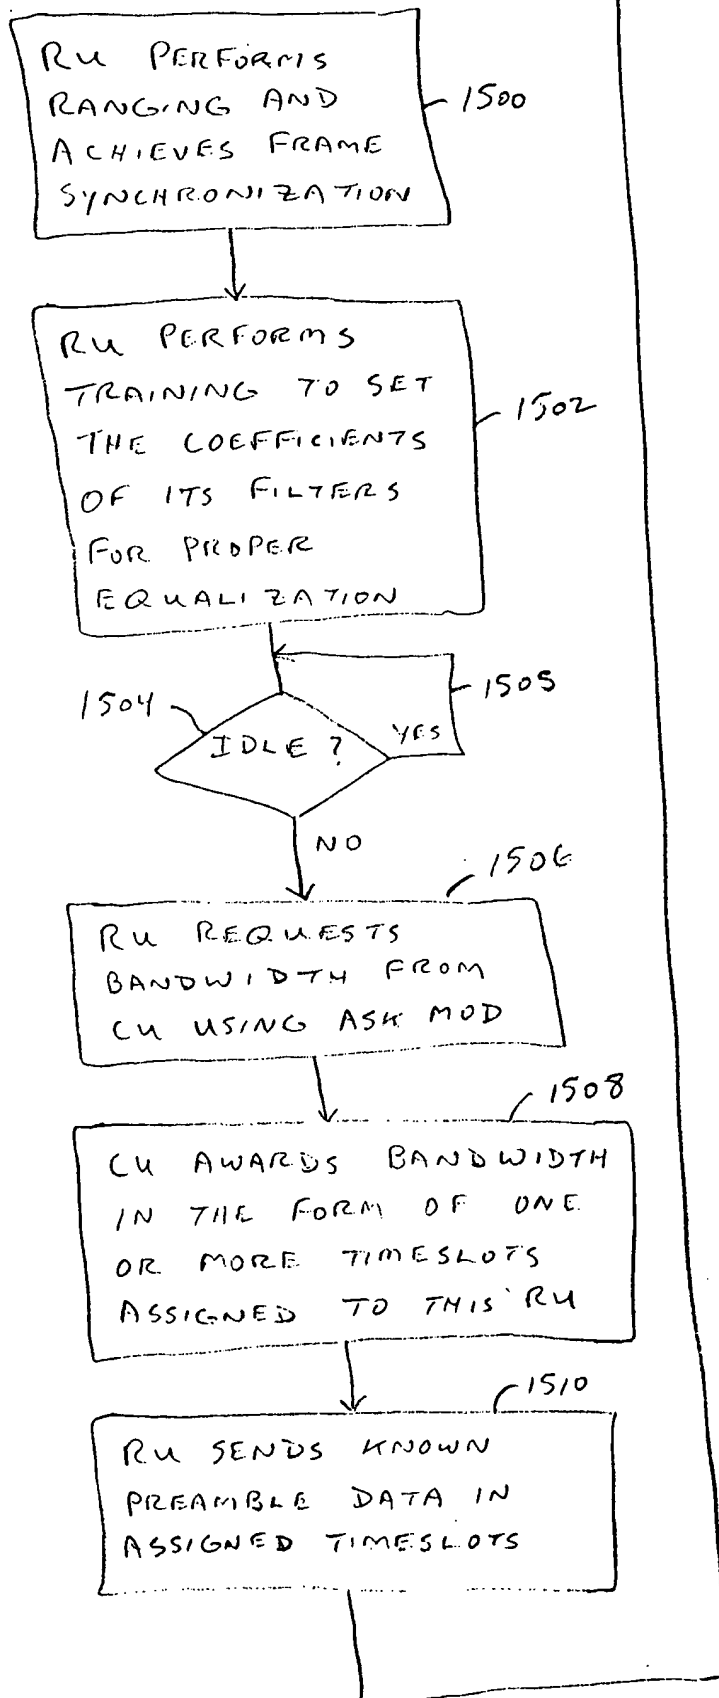 RU PERFORMS
RANGING AND
ACHIEVES FRAME
SYNCHRONIZATION
1500
RU PERFORMS
TRAINING TO SET
THE COEFFICIENTS
OF ITS FILTERS
FOR PROPER
EQUALIZATION
1502
1504
IDLE ?
YES
1505
NO
1506
RU REQUESTS
BANDWIDTH FROM
CU USING ASK MOD
1508
CU AWARDS BANDWIDTH
IN THE FORM OF ONE
OR MORE TIMESLOTS
ASSIGNED TO THIS RU
1510
RU SENDS KNOWN
PREAMBLE DATA IN
ASSIGNED TIMESLOTS